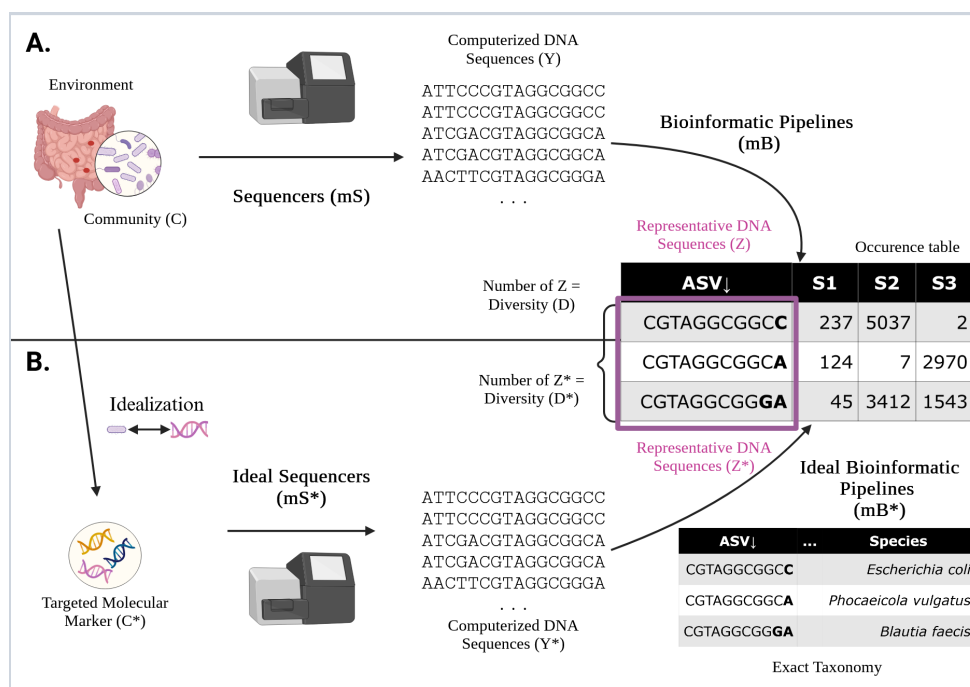 A.
Environment
Community (C)
Sequencers (mS)
Computerized DNA
Sequences (Y)
ATTCCCGTAGGCGGCC
ATTCCCGTAGGCGGCC
ATCGACGTAGGCGGCA
ATCGACGTAGGCGGCA
AACTTCGTAGGCGGGA
. . .
Bioinformatic Pipelines
(mB)
Representative DNA
Sequences (Z)
Occurence table
Number of Z =
Diversity (D)
ASV↓ S1 S2 S3
CGTAGGCGGCC 237 5037 2
CGTAGGCGGCA 124 7 2970
CGTAGGCGGGA 45 3412 1543
B.
Number of Z* =
Diversity (D*)
Idealization
Representative DNA
Sequences (Z*)
Ideal Sequencers
(mS*)
Targeted Molecular
Marker (C*)
ATTCCCGTAGGCGGCC
ATTCCCGTAGGCGGCC
ATCGACGTAGGCGGCA
ATCGACGTAGGCGGCA
AACTTCGTAGGCGGGA
. . .
Computerized DNA
Sequences (Y*)
Ideal Bioinformatic
Pipelines
(mB*)
ASV↓ ... Species
CGTAGGCGGCC Escherichia coli
CGTAGGCGGCA Phocaeicola vulgatus
CGTAGGCGGGA Blautia faecis
Exact Taxonomy